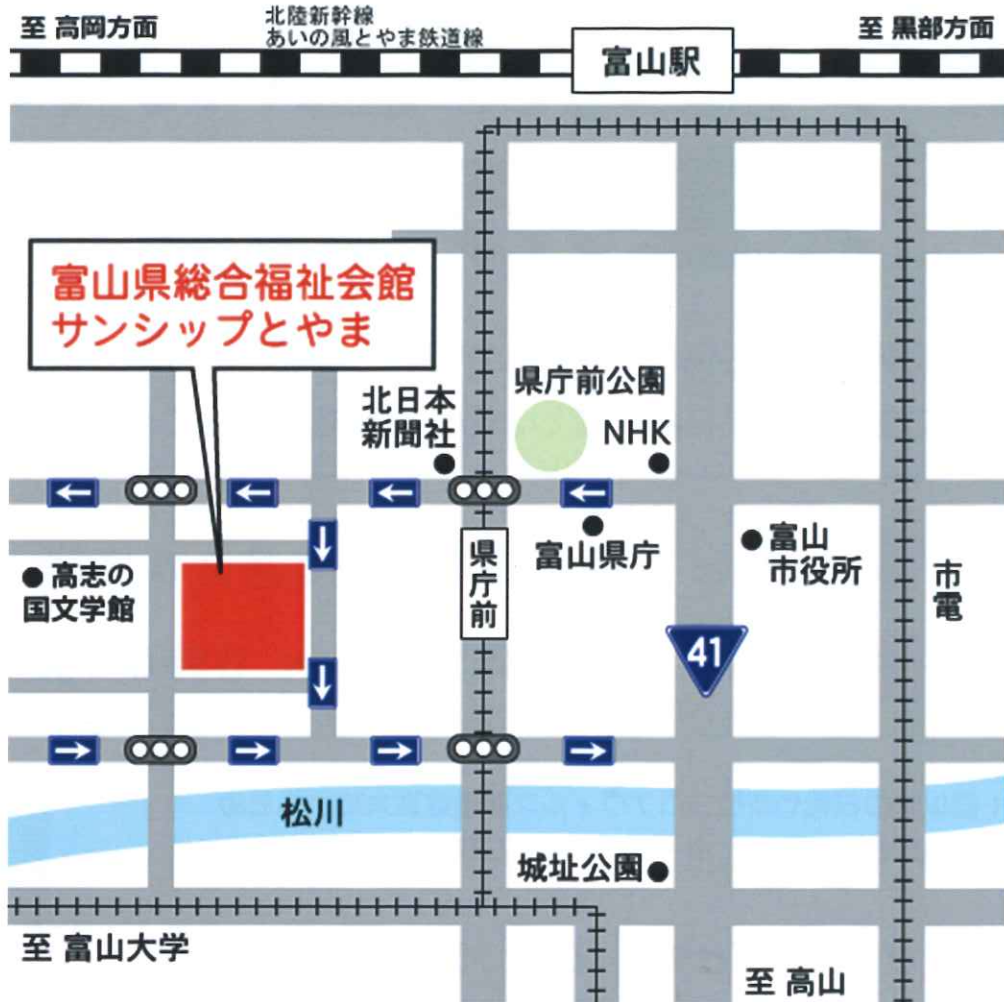 至 高岡方面
北陸新幹線
あいの風とやま鉄道線
富山駅
至 黒部方面
富山県総合福祉会館
サンシップとやま
北日本
新聞社
県庁前公園
NHK
富山県庁
富山
市役所
高志の
国文学館
県庁前
市電
41
松川
城址公園
至 富山大学
至 高山